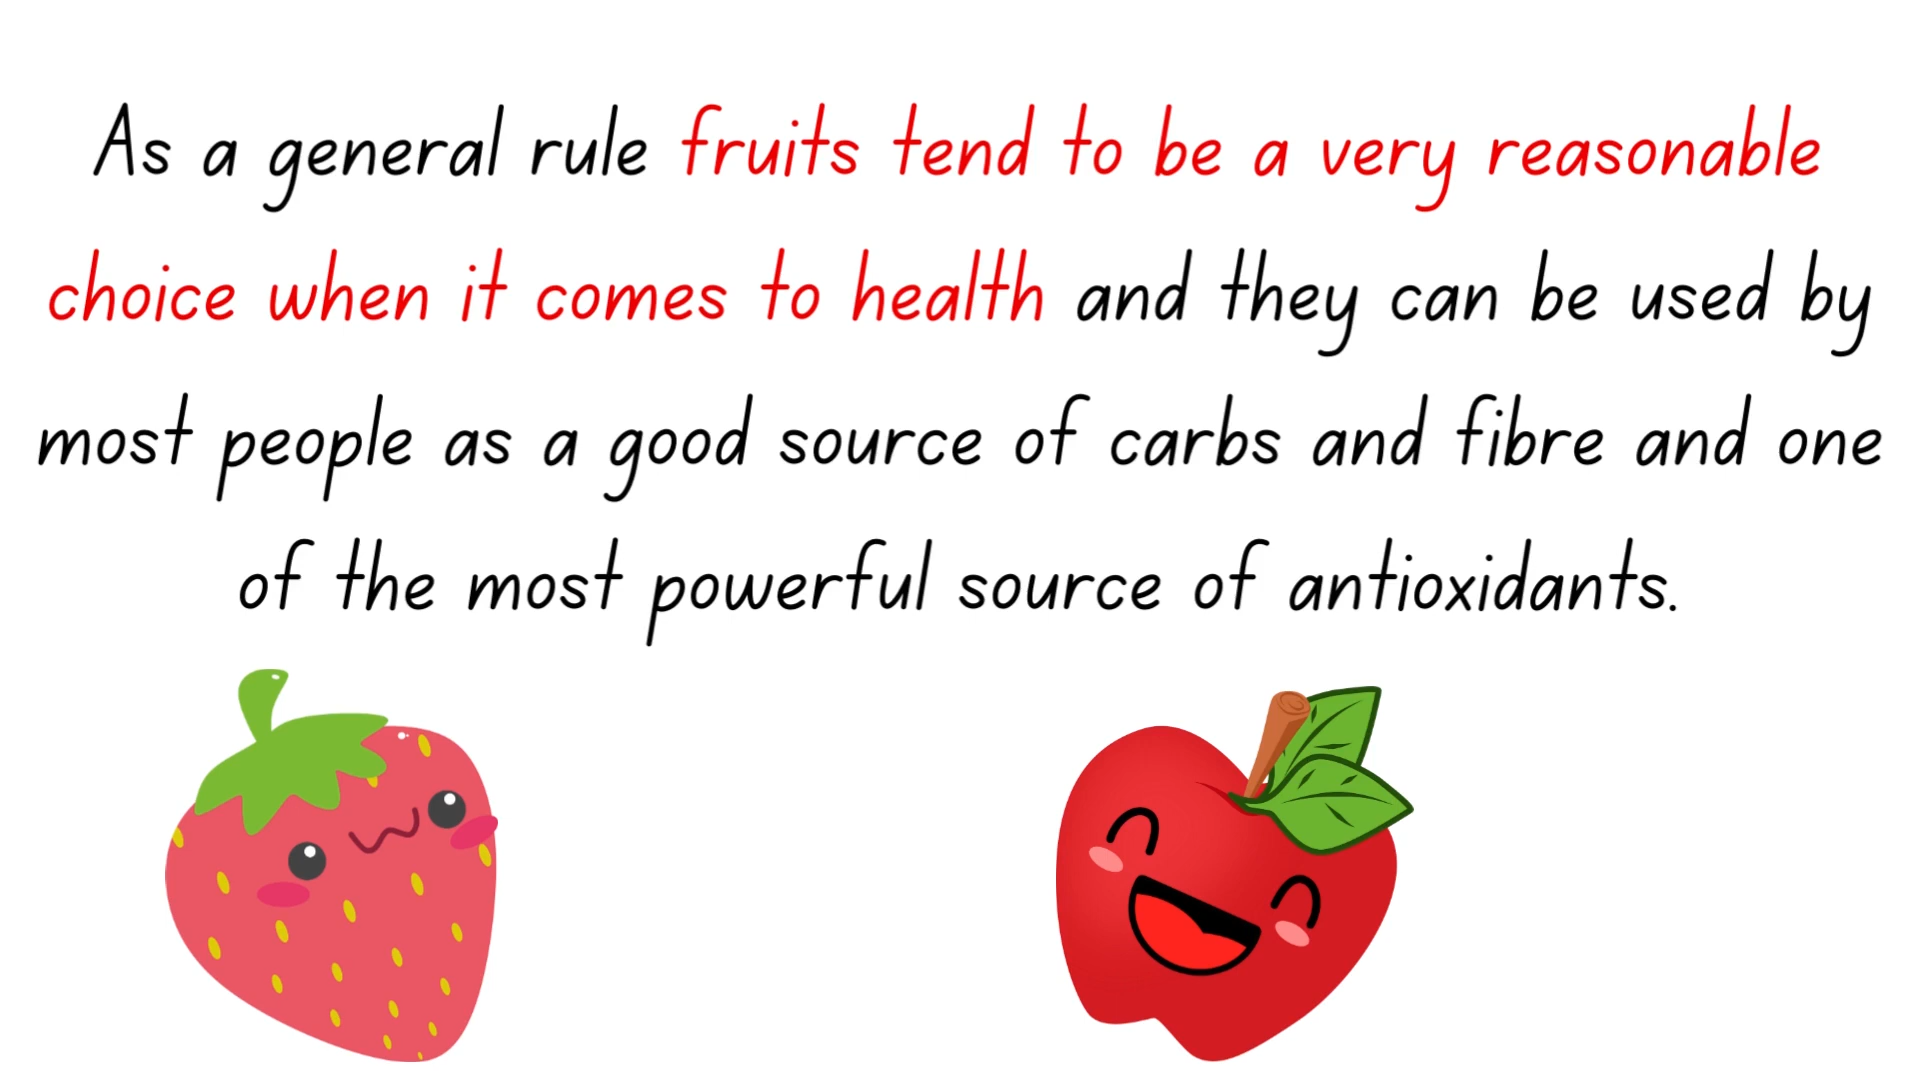 As a general rule fruits tend to be a very reasonable
choice when it comes to health and they can be used by
most people as a good source of carbs and fibre and one
of the most powerful source of antioxidants.